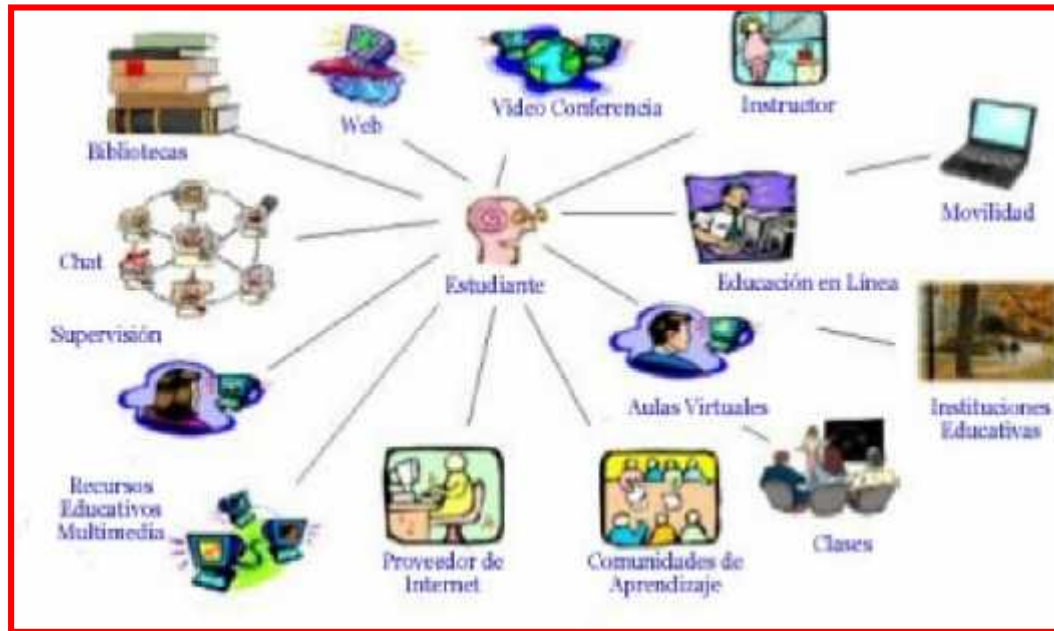 Bibliotecas
Web
Video Conferencia
Instructor
Movilidad
Chat
Estudiante
Educación en Línea
Supervisión
Aulas Virtuales
Instituciones
Educativas
Recursos
Educativos
Multimedia
Proveedor de
Internet
Comunidades de
Aprendizaje
Clases